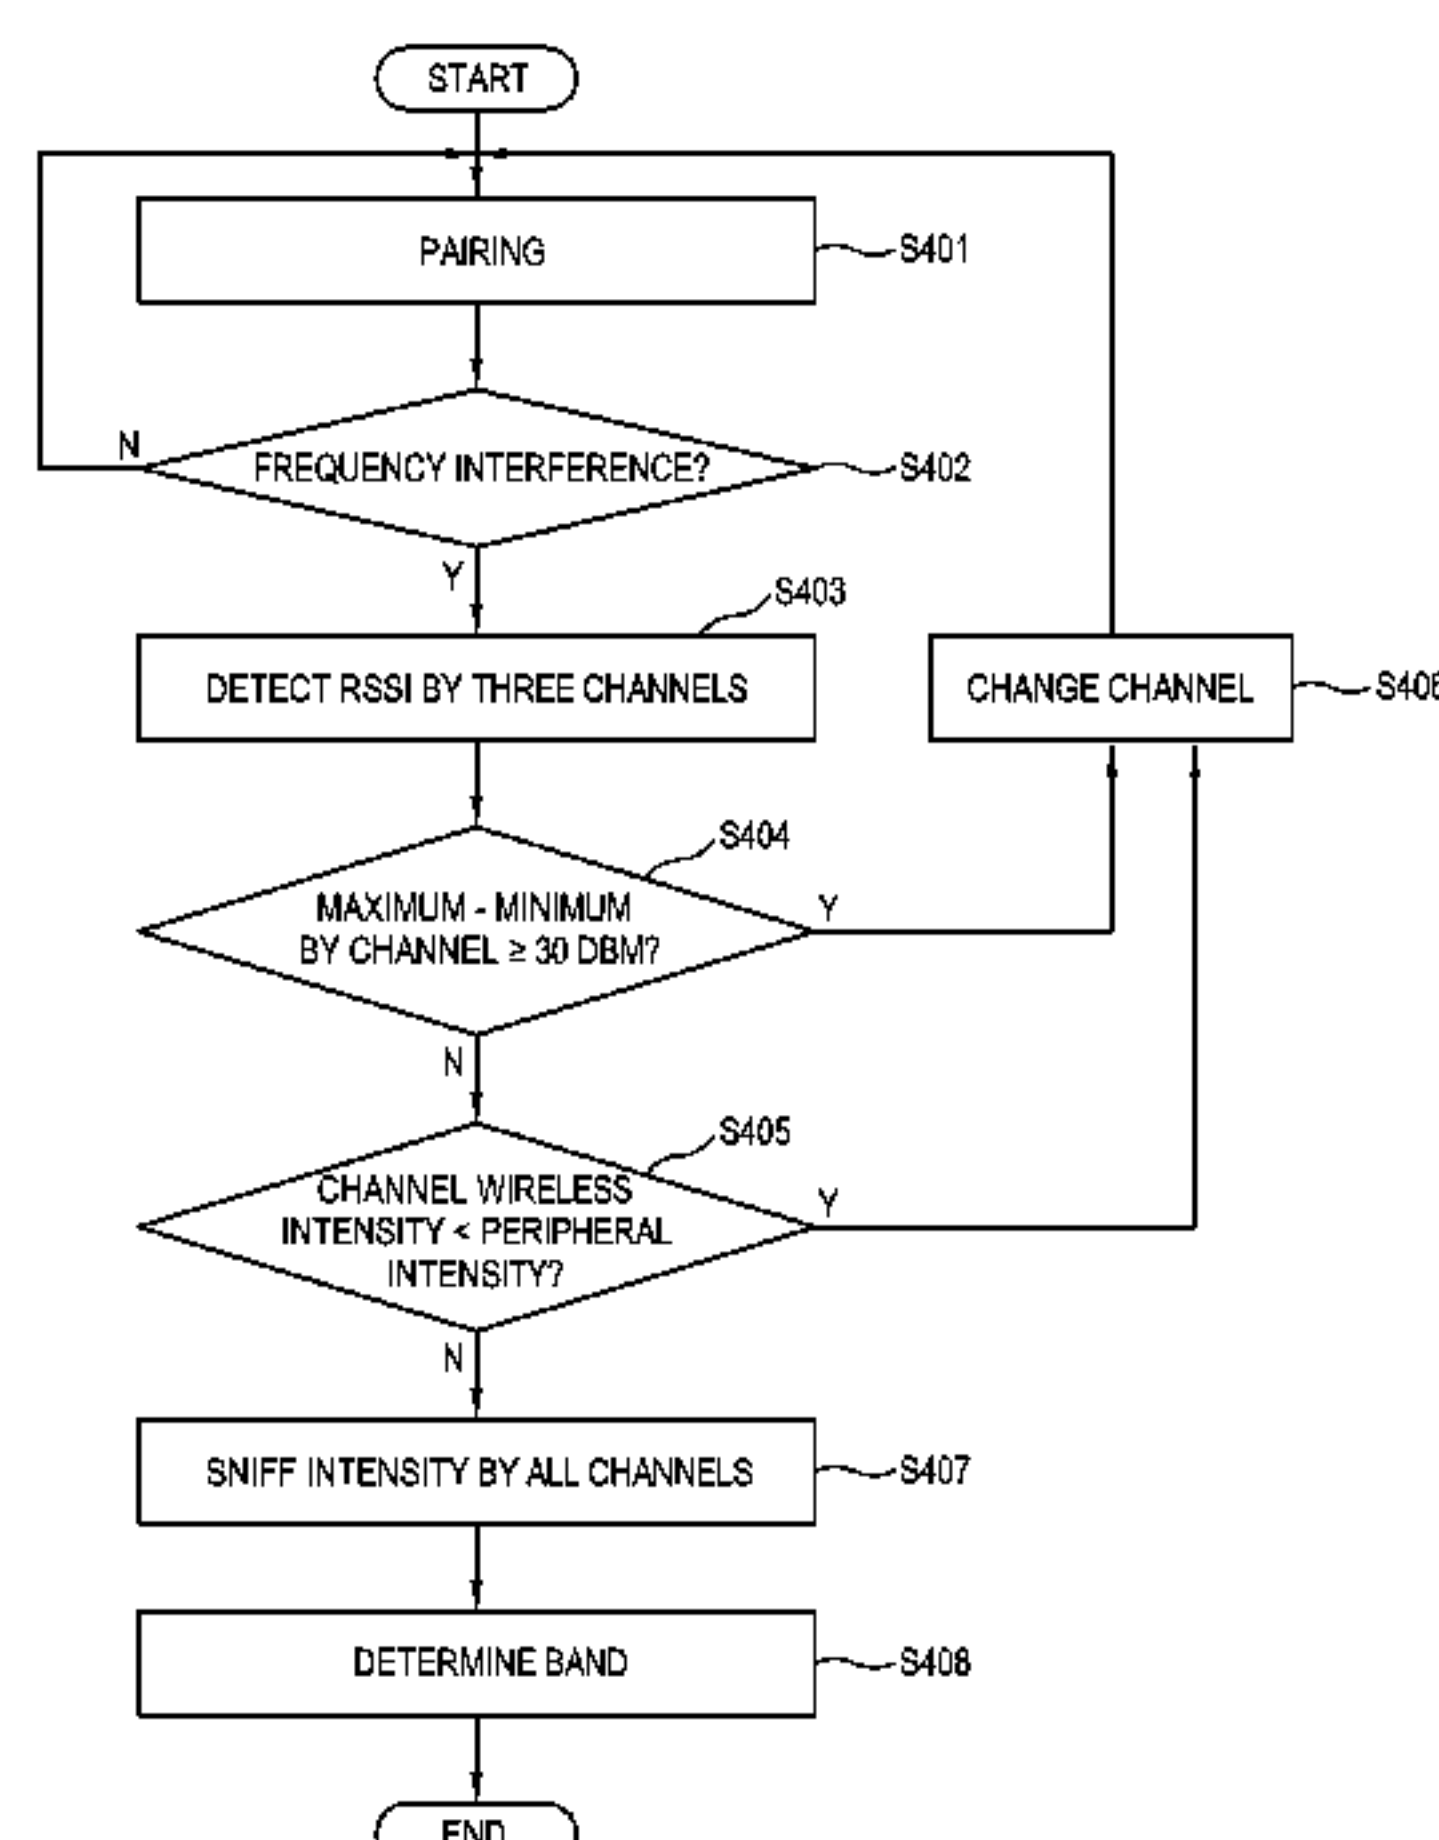 START
PAIRING
S401
N
FREQUENCY INTERFERENCE?
S402
Y
S403
DETECT RSSI BY THREE CHANNELS
CHANGE CHANNEL
S406
S404
MAXIMUM - MINIMUM
BY CHANNEL ≥ 30 DBM?
Y
N
S405
CHANNEL WIRELESS
INTENSITY < PERIPHERAL
INTENSITY?
Y
N
SNIFF INTENSITY BY ALL CHANNELS
S407
DETERMINE BAND
S408
END